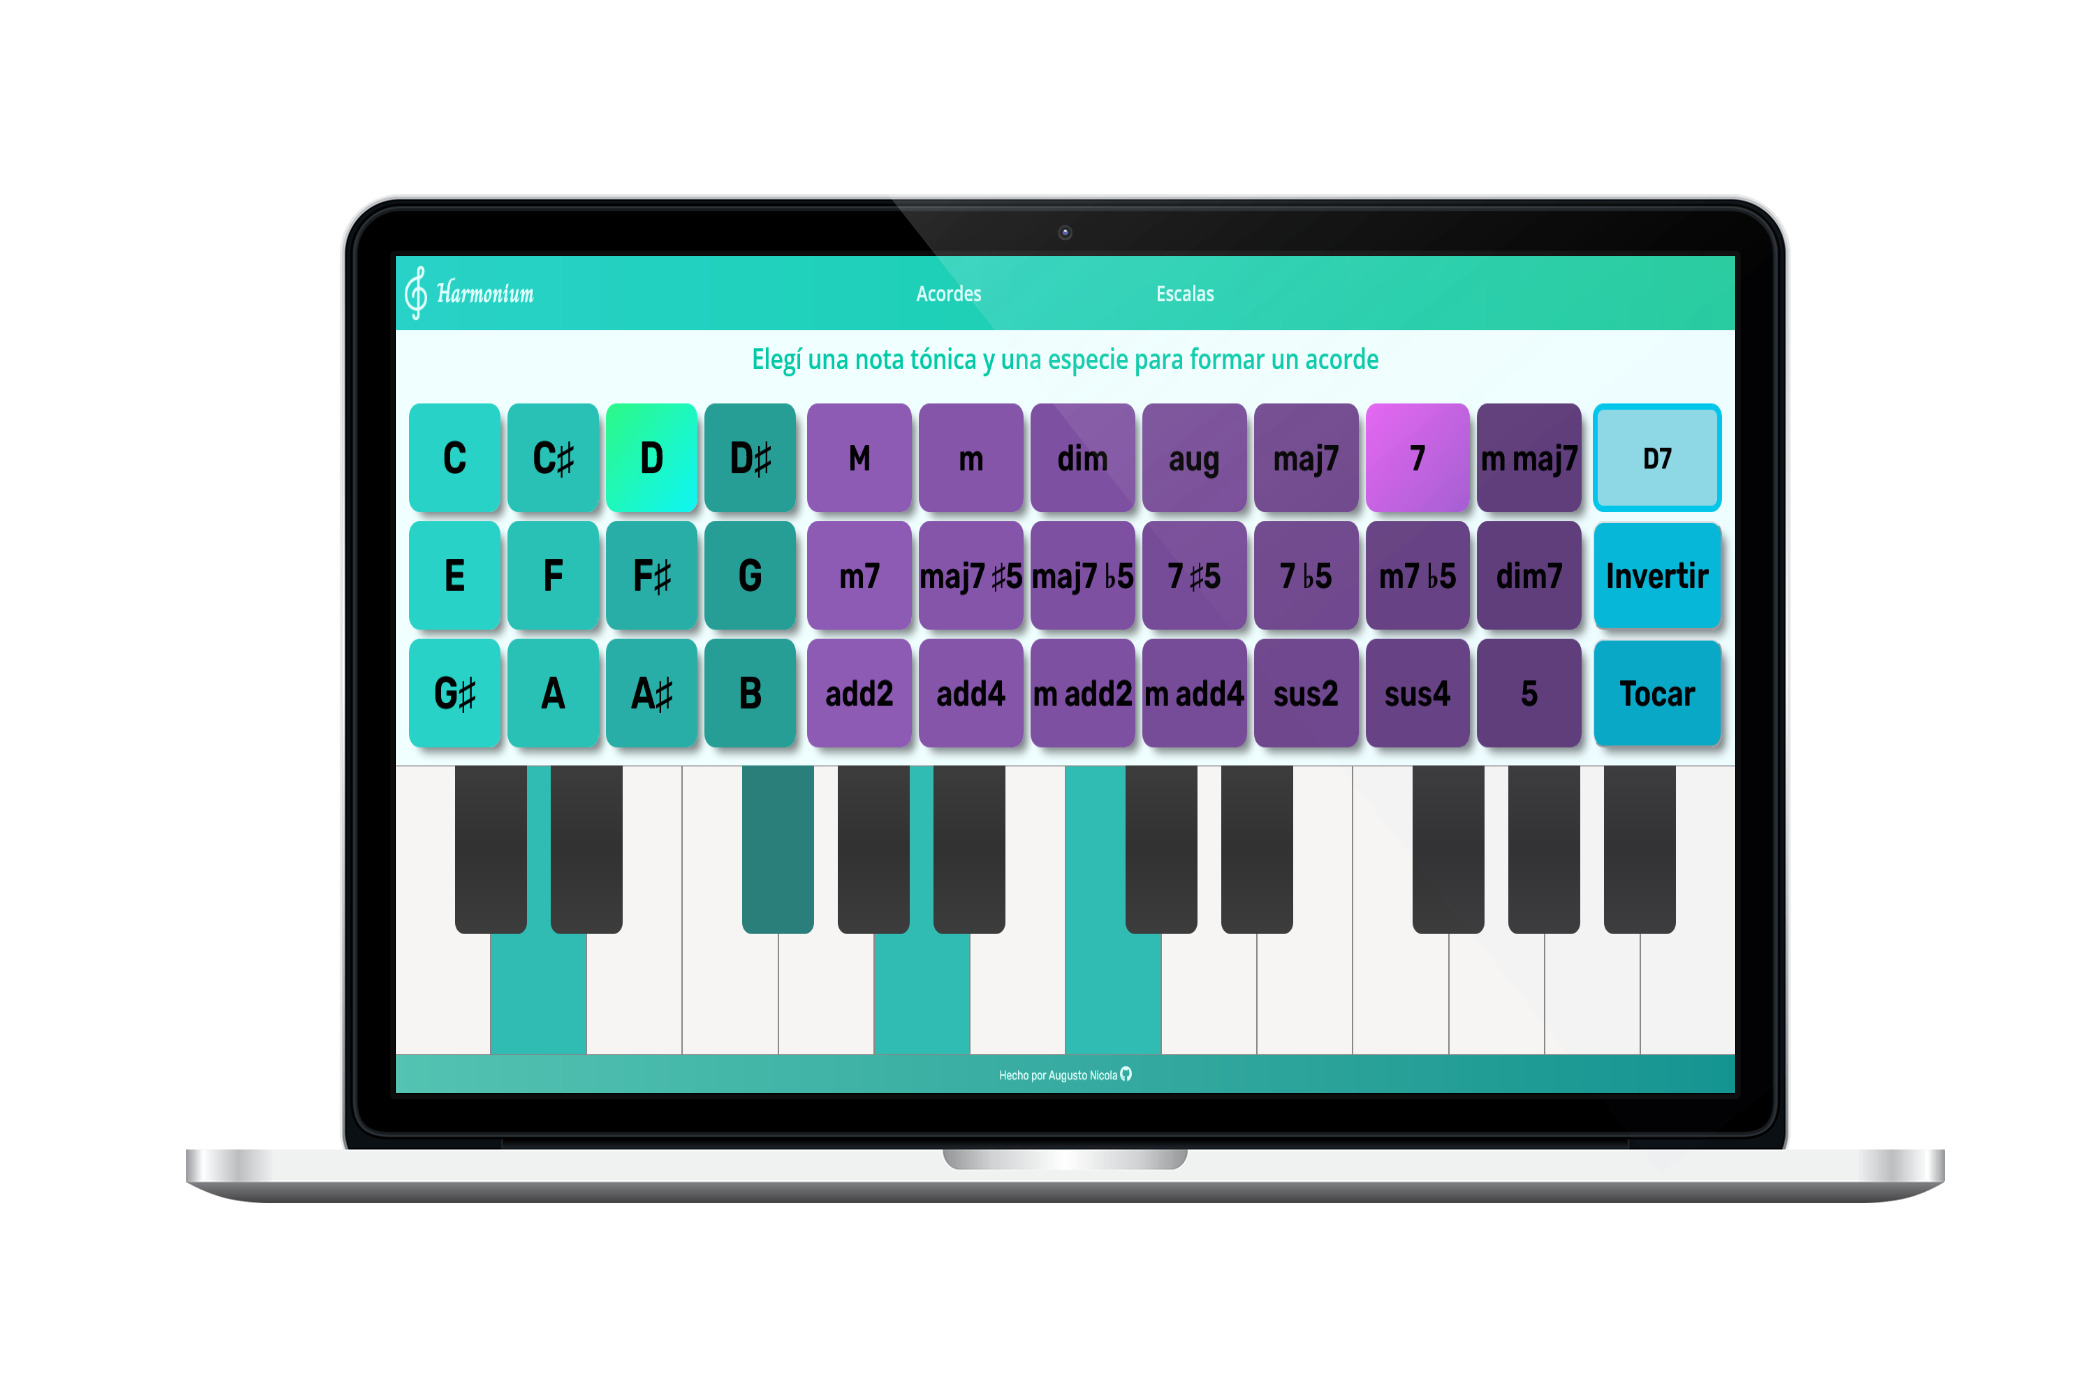 Harmonium
Acordes
Escalas
Elegí una nota tónica y una especie para formar un acorde
C C♯ D D♯ M m dim aug maj7 7 m maj7 D7
E F F♯ G m7 maj7 ♯5 maj7 ♭5 7 ♯5 7 ♭5 m7 ♭5 dim7 Invertir
G♯ A A♯ B add2 add4 m add2 m add4 sus2 sus4 5 Tocar
Hecho por Augusto Nicola